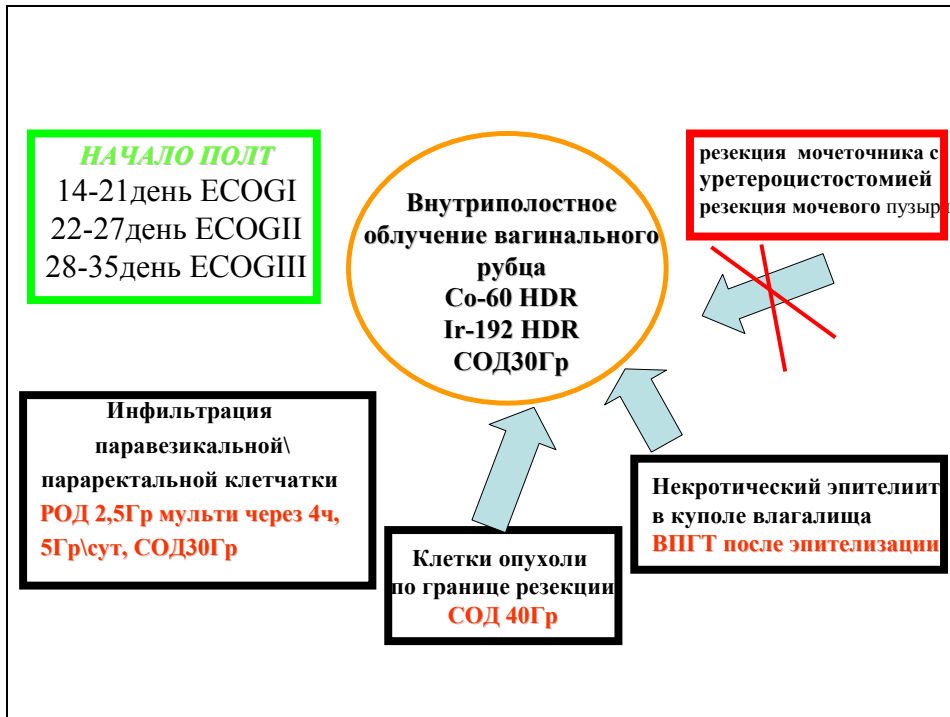 НАЧАЛО ПОЛТ
14-21день ECOGI
22-27день ECOGII
28-35день ECOGIII
Внутриполостное
облучение вагинального
рубца
Co-60 HDR
Ir-192 HDR
СОД30Гр
резекция мочеточника с
уретероцистостомией
резекция мочевого пузыря
Инфильтрация
паравезикальной\
параректальной клетчатки
РОД 2,5Гр мульти через 4ч,
5Гр\сут, СОД30Гр
Клетки опухоли
по границе резекции
СОД 40Гр
Некротический эпителиит
в куполе влагалища
ВПГТ после эпителизации